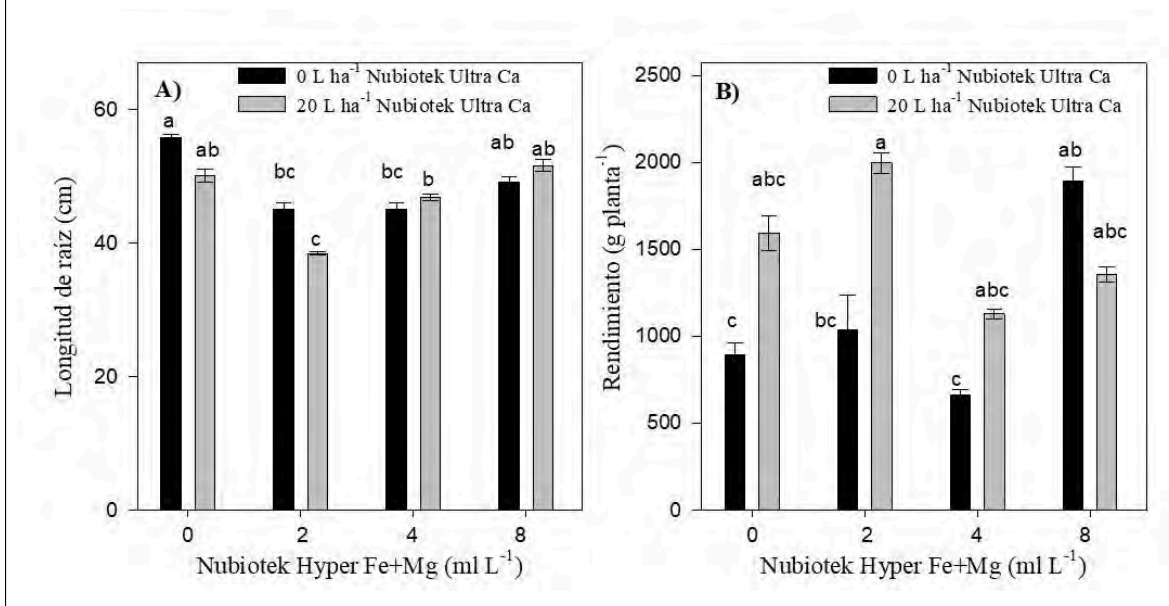 A)
0 L ha⁻¹ Nubiotek Ultra Ca
20 L ha⁻¹ Nubiotek Ultra Ca
60
40
20
0
Longitud de raíz (cm)
a
ab
bc
c
bc
b
ab
ab
0
2
4
8
Nubiotek Hyper Fe+Mg (ml L⁻¹)
B)
0 L ha⁻¹ Nubiotek Ultra Ca
20 L ha⁻¹ Nubiotek Ultra Ca
2500
2000
1500
1000
500
0
Rendimiento (g planta⁻¹)
c
abc
bc
a
c
abc
ab
abc
0
2
4
8
Nubiotek Hyper Fe+Mg (ml L⁻¹)